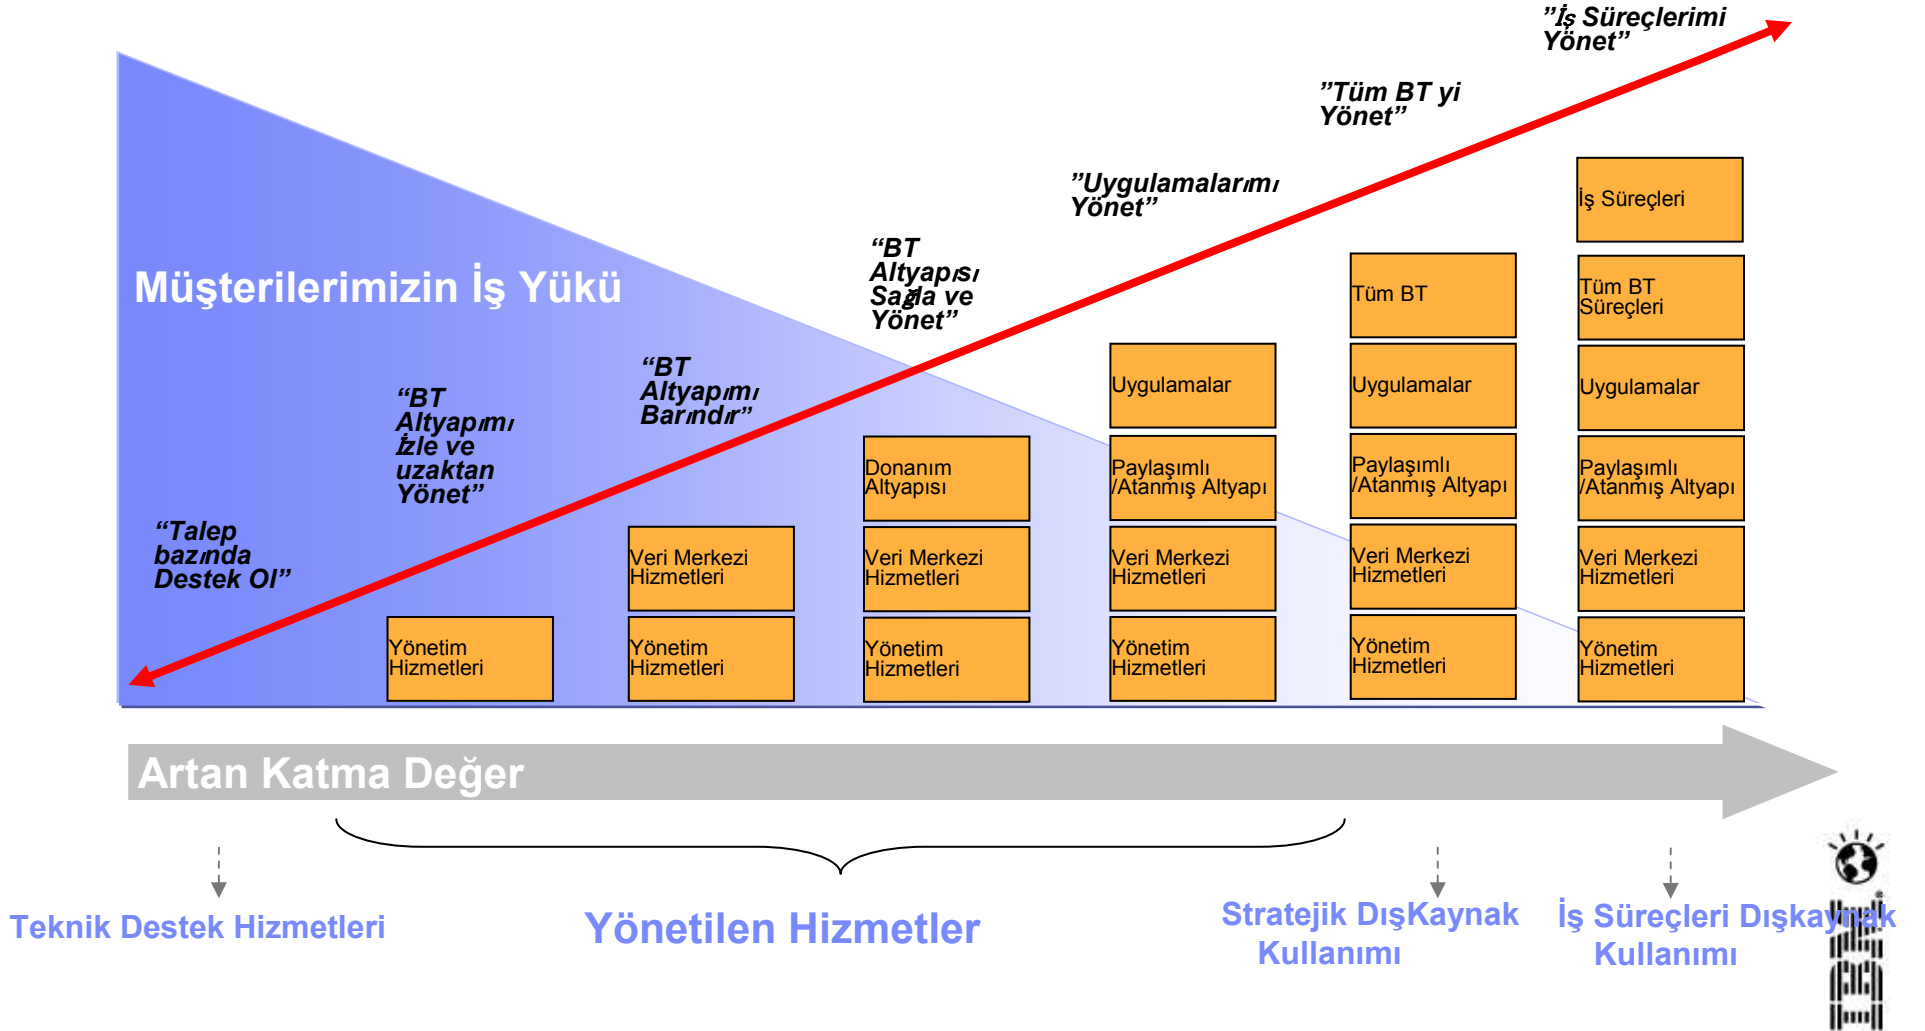 ”İş Süreçlerimi
Yönet”
”Tüm BT yi
Yönet”
”Uygulamalarımı
Yönet”
“BT
Altyapısı
Sağla ve
Yönet”
“BT
Altyapımı
Barındır”
“BT
Altyapımı
İzle ve
uzaktan
Yönet”
“Talep
bazında
Destek Ol”
Müşterilerimizin İş Yükü
Yönetim
Hizmetleri
Veri Merkezi
Hizmetleri
Yönetim
Hizmetleri
Donanım
Altyapısı
Veri Merkezi
Hizmetleri
Yönetim
Hizmetleri
Uygulamalar
Paylaşımlı
/Atanmış Altyapı
Veri Merkezi
Hizmetleri
Yönetim
Hizmetleri
Tüm BT
Uygulamalar
Paylaşımlı
/Atanmış Altyapı
Veri Merkezi
Hizmetleri
Yönetim
Hizmetleri
İş Süreçleri
Tüm BT
Süreçleri
Uygulamalar
Paylaşımlı
/Atanmış Altyapı
Veri Merkezi
Hizmetleri
Yönetim
Hizmetleri
Artan Katma Değer
Teknik Destek Hizmetleri
Yönetilen Hizmetler
Stratejik DışKaynak
Kullanımı
İş Süreçleri Dışkaynak
Kullanımı
IBM®